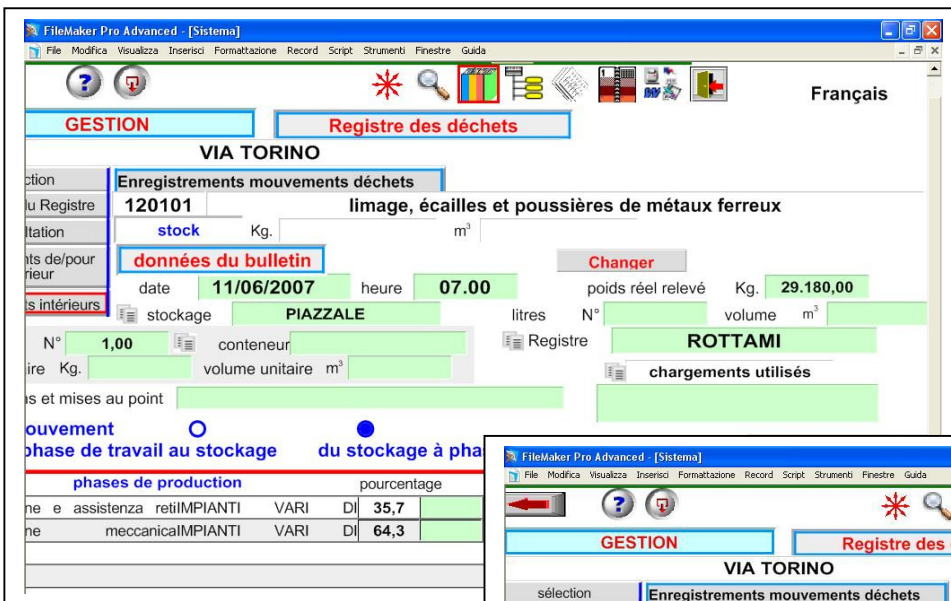 FileMaker Pro Advanced - [Sistema]
File Modifica Visualizza Inserisci Formattazione Record Script Strumenti Finestre Guida
Français
GESTION Registre des déchets
VIA TORINO
ction Enregistrements mouvements déchets
du Registre 120101 limage, écailles et poussières de métaux ferreux
ltation stock Kg. m³
nts de/pour rieur données du bulletin Changer
date 11/06/2007 heure 07.00 poids réel relevé Kg. 29.180,00
ts intérieurs stockage PIAZZALE litres N° volume m³
N° 1,00 conteneur Registre ROTTAMI
ire Kg. volume unitaire m³ chargements utilisés
ns et mises au point
ouvement
phase de travail au stockage du stockage à pha
phases de production pourcentage
ne e assistenza retiIMPIANTI VARI DI 35,7
ne meccanicaIMPIANTI VARI DI 64,3
FileMaker Pro Advanced - [Sistema]
File Modifica Visualizza Inserisci Formattazione Record Script Strumenti Finestre Guida
GESTION Registre des
VIA TORINO
sélection Enregistrements mouvements déchets